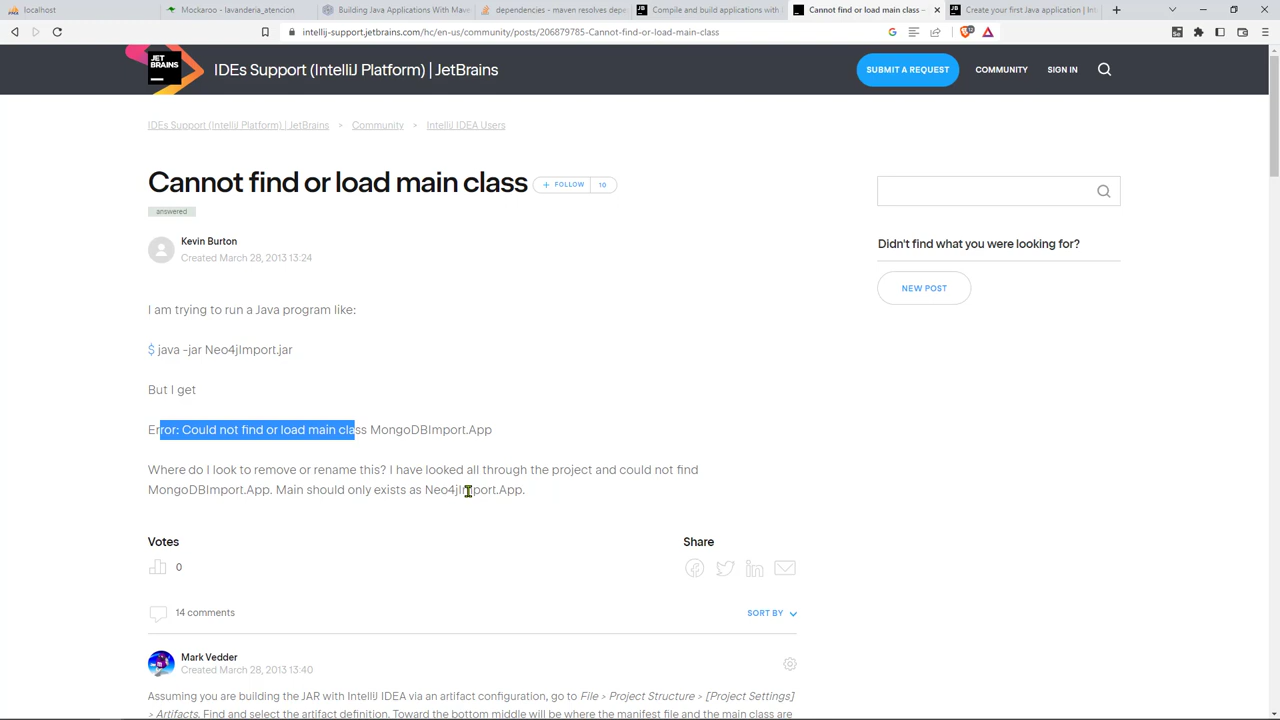 localhost
Mockaroo - lavanderia_atencion
Building Java Applications With Mave
dependencies - maven resolves depe
Compile and build applications with
Cannot find or load main class –
Create your first Java application | Int
intellij-support.jetbrains.com/hc/en-us/community/posts/206879785-Cannot-find-or-load-main-class
JET BRAINS
IDEs Support (IntelliJ Platform) | JetBrains
SUBMIT A REQUEST
COMMUNITY
SIGN IN
IDEs Support (IntelliJ Platform) | JetBrains > Community > IntelliJ IDEA Users
Cannot find or load main class
+ FOLLOW 10
answered
Kevin Burton
Created March 28, 2013 13:24
Didn't find what you were looking for?
NEW POST
I am trying to run a Java program like:
$ java -jar Neo4jImport.jar
But I get
Error: Could not find or load main class MongoDBImport.App
Where do I look to remove or rename this? I have looked all through the project and could not find
MongoDBImport.App. Main should only exists as Neo4jImport.App.
Votes
0
Share
14 comments
SORT BY
Mark Vedder
Created March 28, 2013 13:40
Assuming you are building the JAR with IntelliJ IDEA via an artifact configuration, go to File > Project Structure > [Project Settings]
> Artifacts. Find and select the artifact definition. Toward the bottom middle will be where the manifest file and the main class are